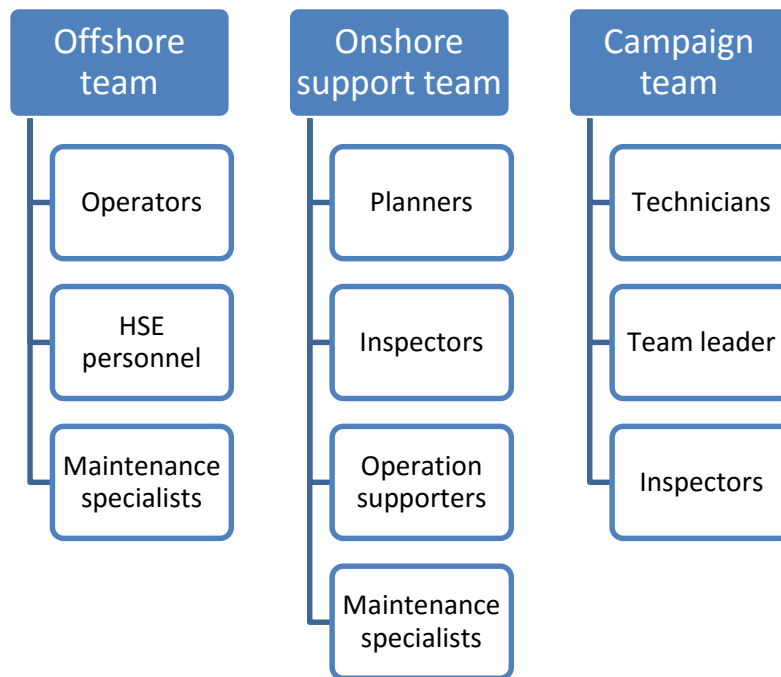 Offshore
team
Operators
HSE
personnel
Maintenance
specialists
Onshore
support team
Planners
Inspectors
Operation
supporters
Maintenance
specialists
Campaign
team
Technicians
Team leader
Inspectors